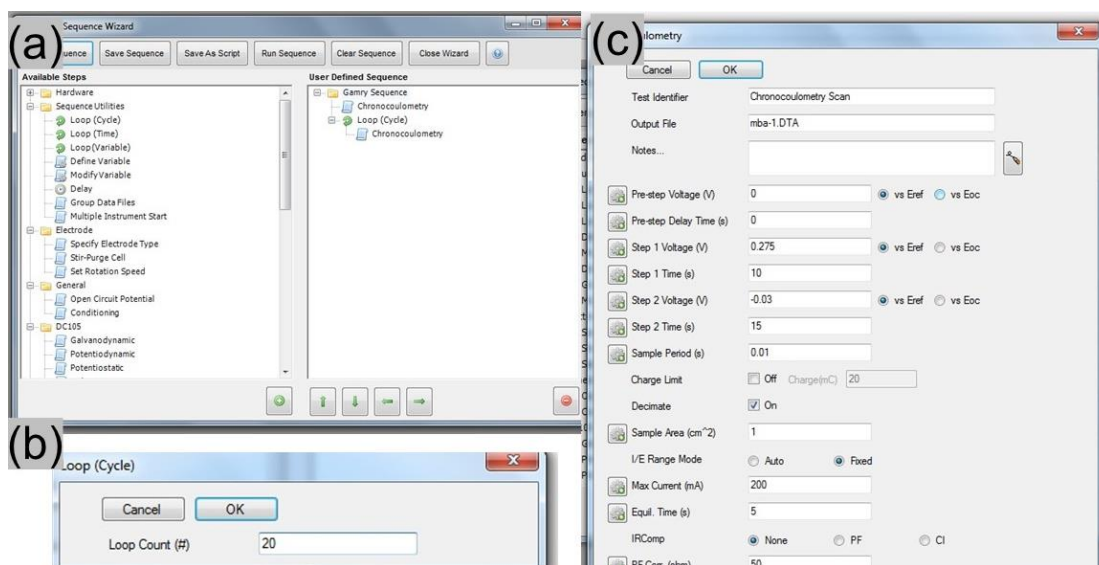 (a)
Sequence Wizard
uence Save Sequence Save As Script Run Sequence Clear Sequence Close Wizard
Available Steps
Hardware
Sequence Utilities
Loop (Cycle)
Loop (Time)
Loop(Variable)
Define Variable
ModifyVariable
Delay
Group Data Files
Multiple Instrument Start
Electrode
Specify Electrode Type
Stir-Purge Cell
Set Rotation Speed
General
Open Circuit Potential
Conditioning
DC105
Galvanodynamic
Potentiodynamic
Potentiostatic
User Defined Sequence
Gamry Sequence
Chronocoulometry
Loop (Cycle)
Chronocoulometry
(b)
Loop (Cycle)
Cancel OK
Loop Count (#) 20
(c)
ulometry
Cancel OK
Test Identifier Chronocoulometry Scan
Output File mba-1.DTA
Notes...
Pre-step Voltage (V) 0 vs Eref vs Eoc
Pre-step Delay Time (s) 0
Step 1 Voltage (V) 0.275 vs Eref vs Eoc
Step 1 Time (s) 10
Step 2 Voltage (V) -0.03 vs Eref vs Eoc
Step 2 Time (s) 15
Sample Period (s) 0.01
Charge Limit Off Charge(mC) 20
Decimate On
Sample Area (cm^2) 1
I/E Range Mode Auto Fixed
Max Current (mA) 200
Equil. Time (s) 5
IRComp None PF CI
PF Corr. (ohm) 50